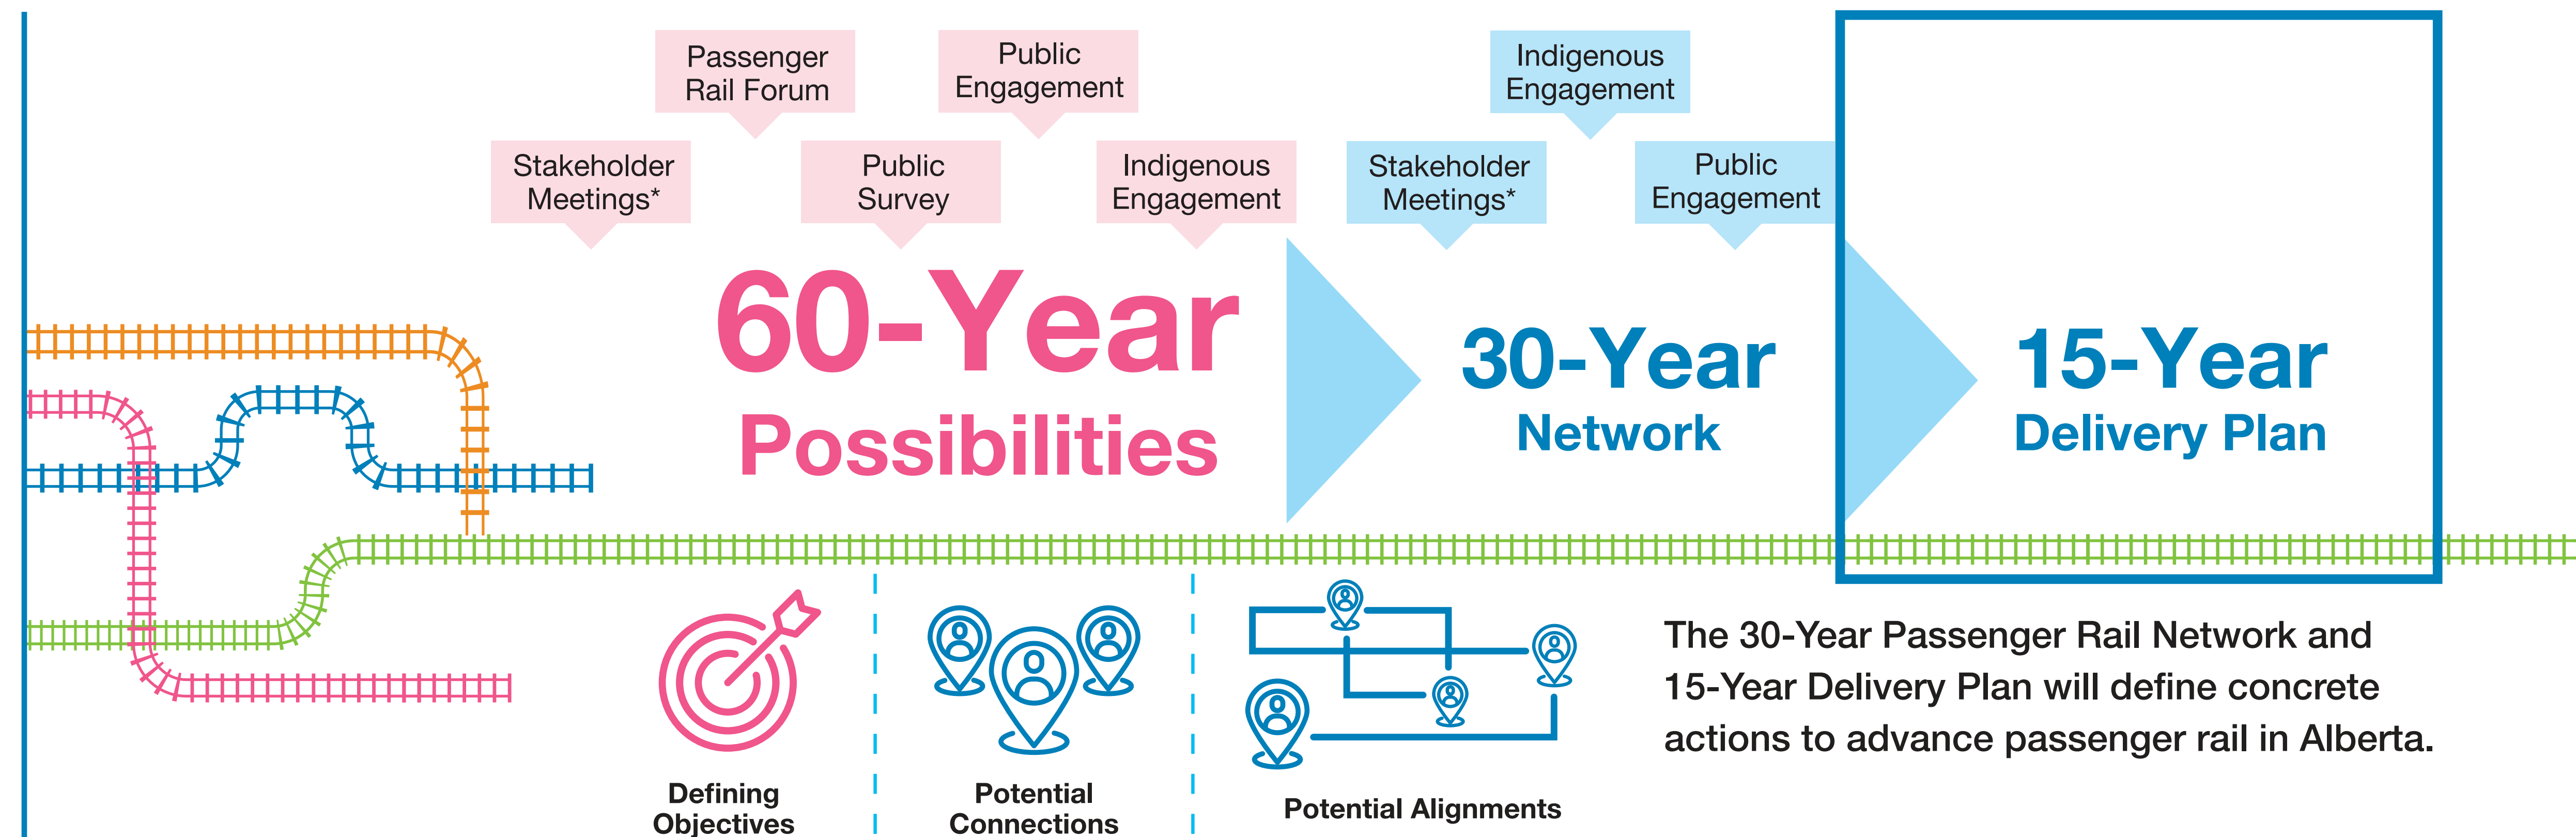 Passenger
Rail Forum
Public
Engagement
Indigenous
Engagement
Stakeholder
Meetings*
Public
Survey
Indigenous
Engagement
Stakeholder
Meetings*
Public
Engagement
60-Year
Possibilities
30-Year
Network
15-Year
Delivery Plan
The 30-Year Passenger Rail Network and
15-Year Delivery Plan will define concrete
actions to advance passenger rail in Alberta.
Defining
Objectives
Potential
Connections
Potential Alignments